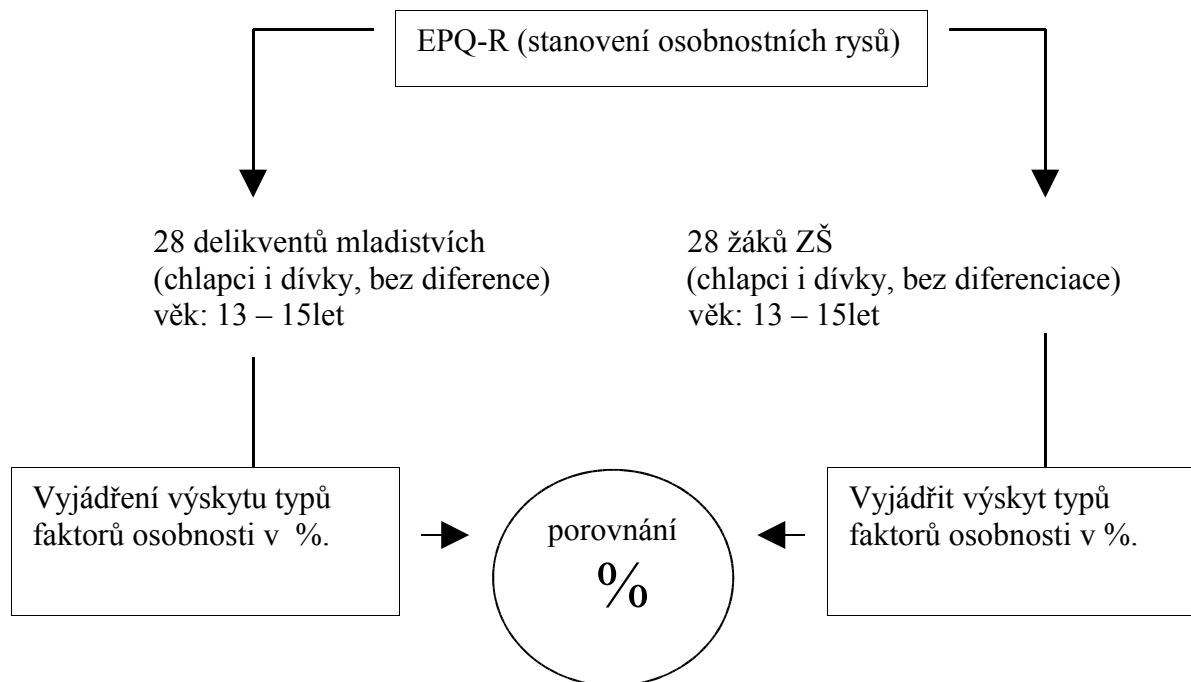 EPQ-R (stanovení osobnostních rysů)
28 delikventů mladistvích
(chlapci i dívky, bez diference)
věk: 13 – 15let
28 žáků ZŠ
(chlapci i dívky, bez diferenciace)
věk: 13 – 15let
Vyjádření výskytu typů
faktorů osobnosti v  %.
porovnání
%
Vyjádřit výskyt typů
faktorů osobnosti v %.